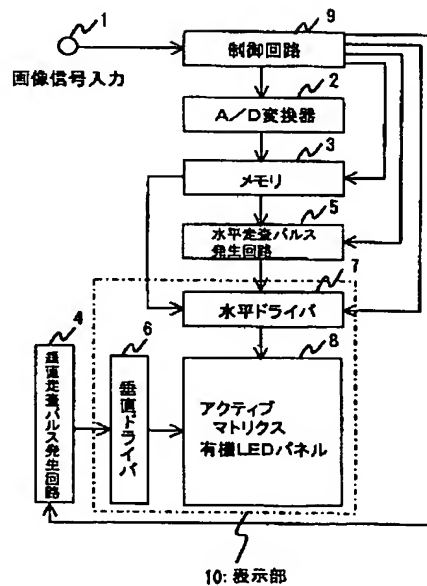 1
画像信号入力
9
制御回路
2
A/D変換器
3
メモリ
5
水平走査パルス
発生回路
7
水平ドライバ
4
垂直走査パルス発生回路
6
垂直ドライバ
8
アクティブ
マトリクス
有機LEDパネル
10:表示部